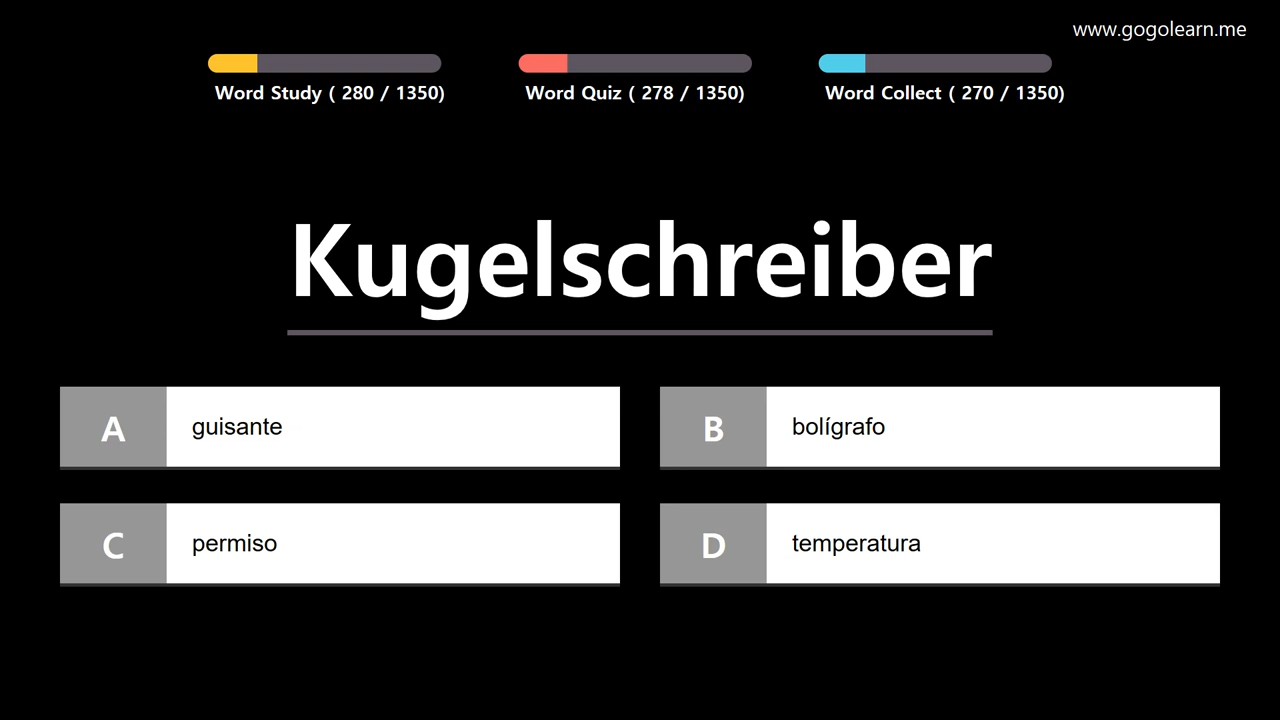 www.gogolearn.me
Word Study ( 280 / 1350)
Word Quiz ( 278 / 1350)
Word Collect ( 270 / 1350)
Kugelschreiber
A guisante
B bolígrafo
C permiso
D temperatura